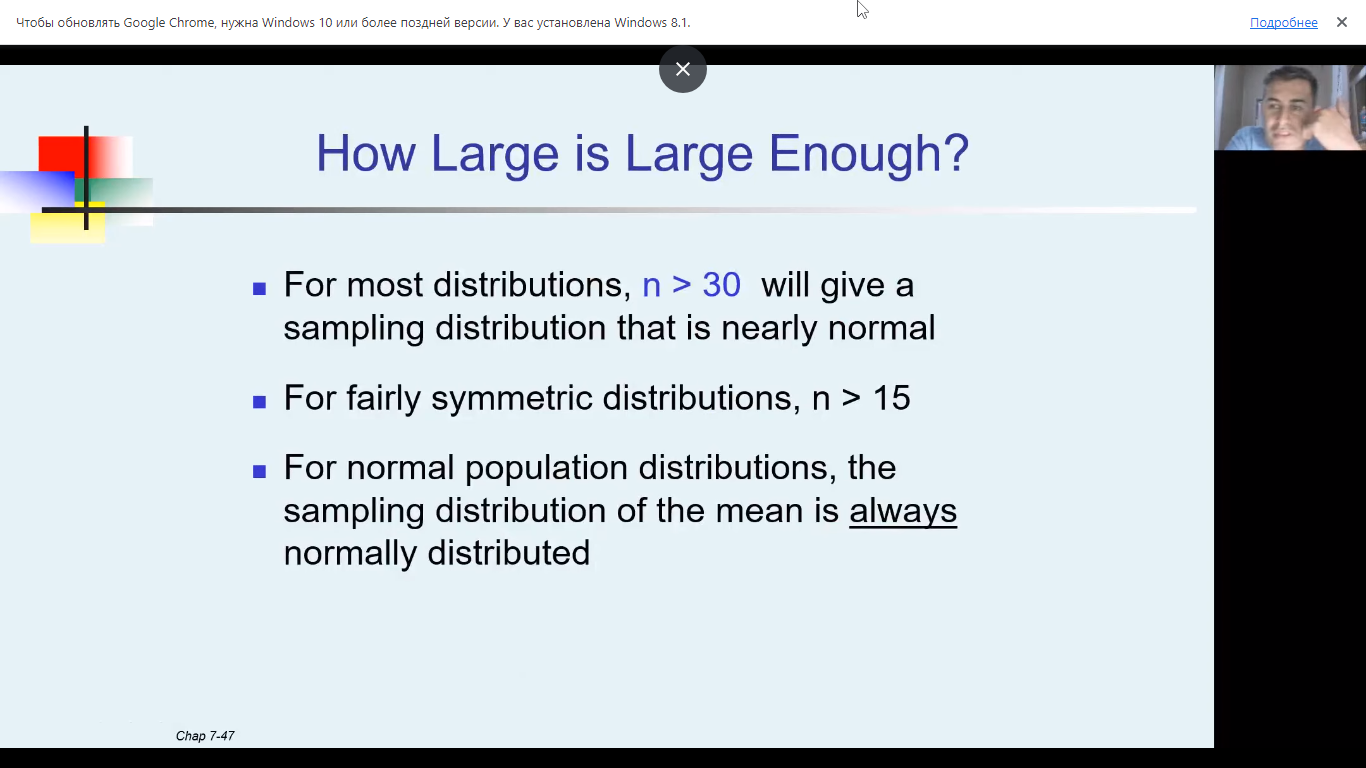 Чтобы обновлять Google Chrome, нужна Windows 10 или более поздней версии. У вас установлена Windows 8.1.
Подробнее
How Large is Large Enough?
For most distributions, n > 30 will give a
sampling distribution that is nearly normal
For fairly symmetric distributions, n > 15
For normal population distributions, the
sampling distribution of the mean is always
normally distributed
Chap 7-47